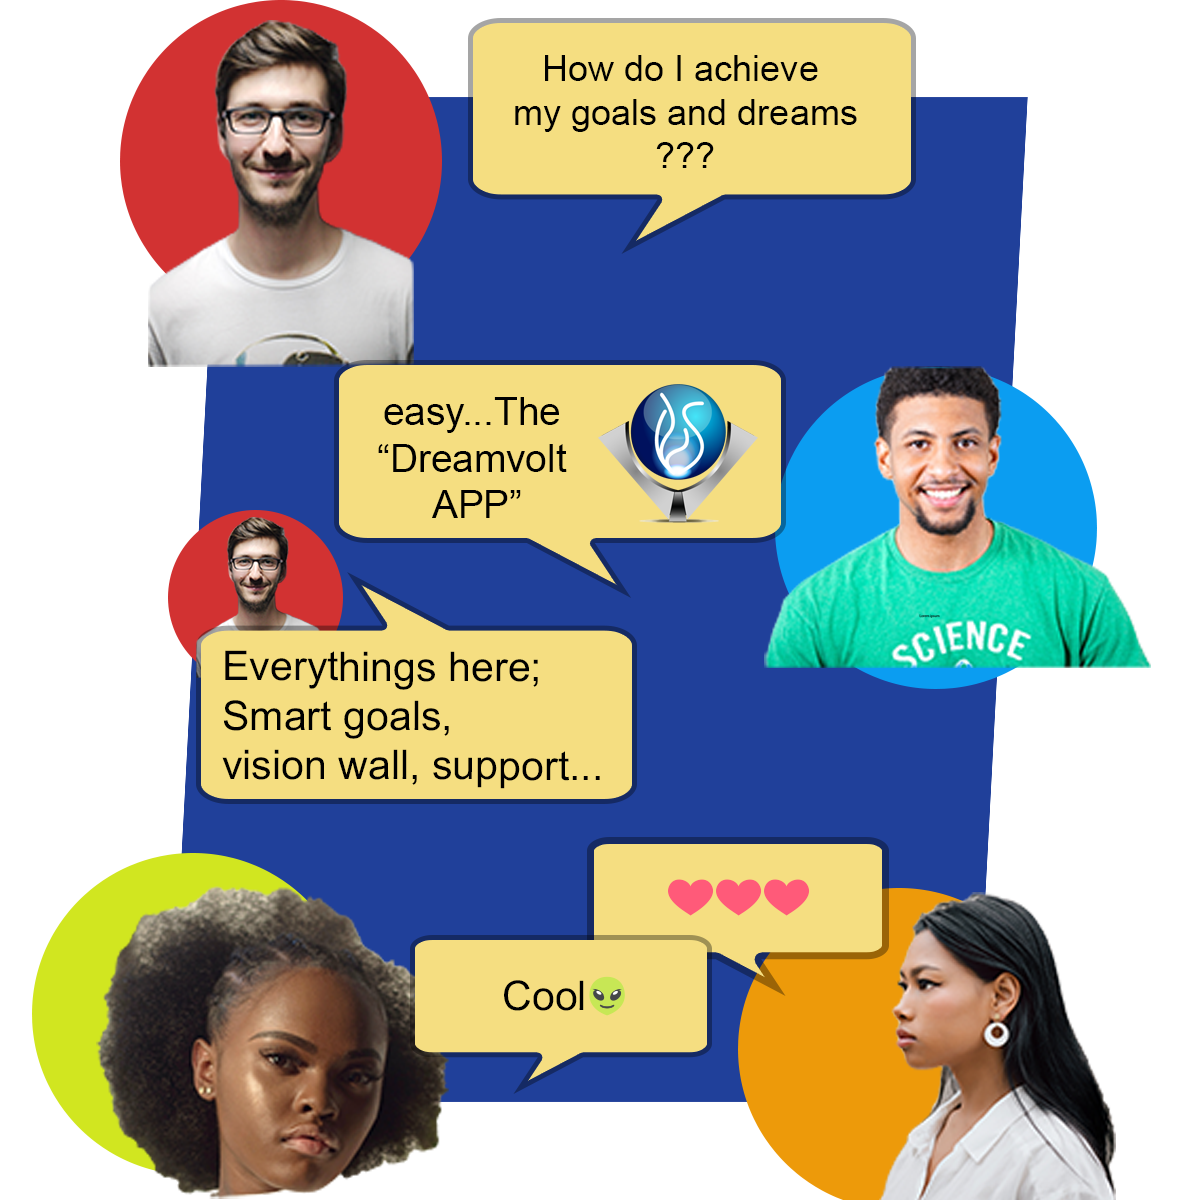 How do I achieve
my goals and dreams
???
easy...The
“Dreamvolt
APP”
SCIENCE
Everythings here;
Smart goals,
vision wall, support...
Cool